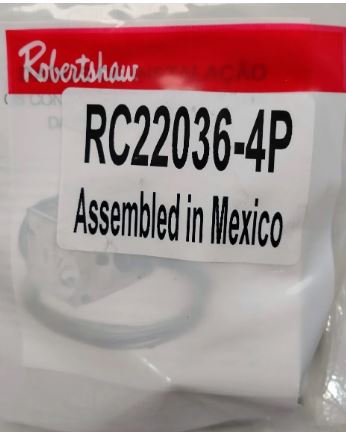 Robertshaw
RC22036-4P
Assembled in Mexico